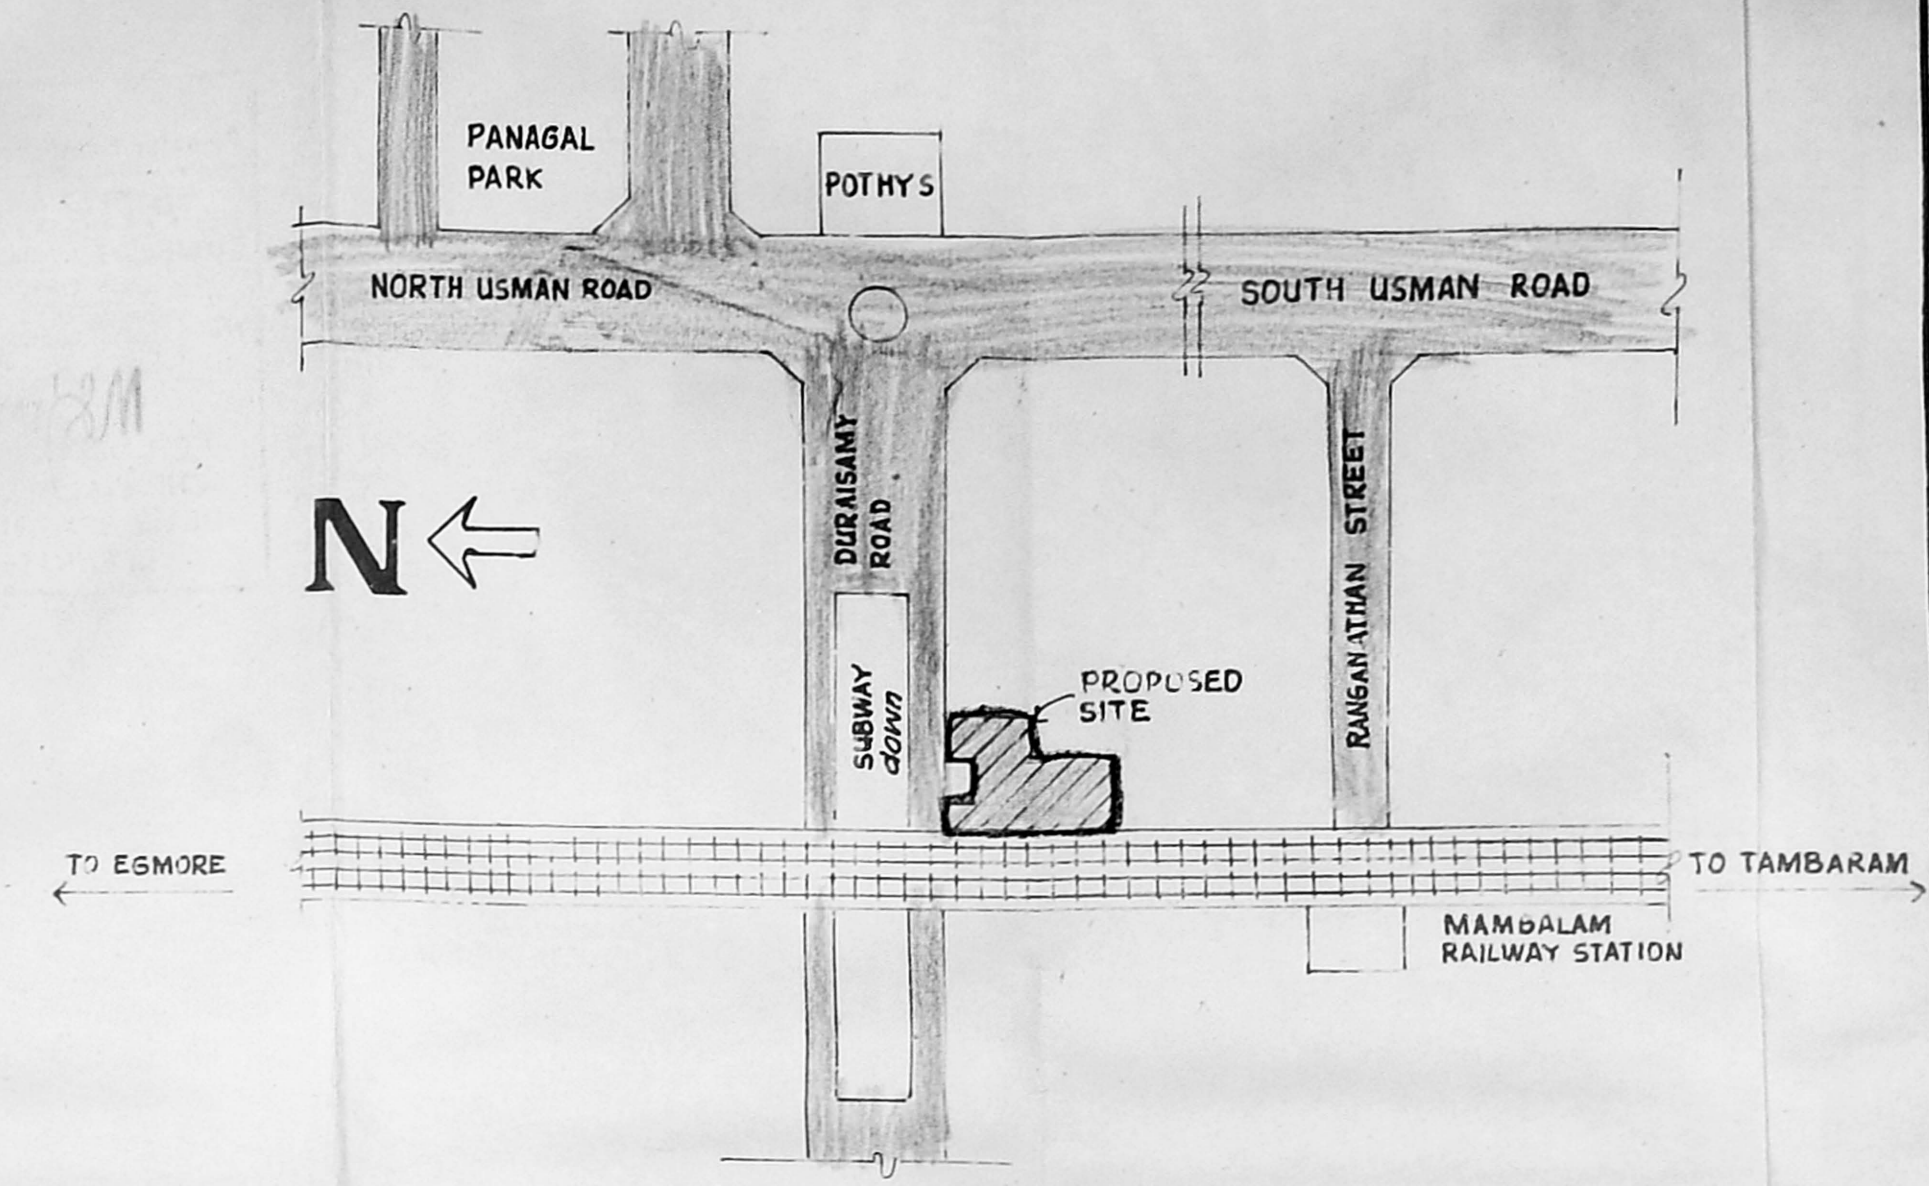 PANAGAL
PARK
POTHYS
NORTH USMAN ROAD
SOUTH USMAN ROAD
DURAISAMY
ROAD
RANGANATHAN STREET
N
SUBWAY
down
PROPOSED
SITE
TO EGMORE
TO TAMBARAM
MAMBALAM
RAILWAY STATION